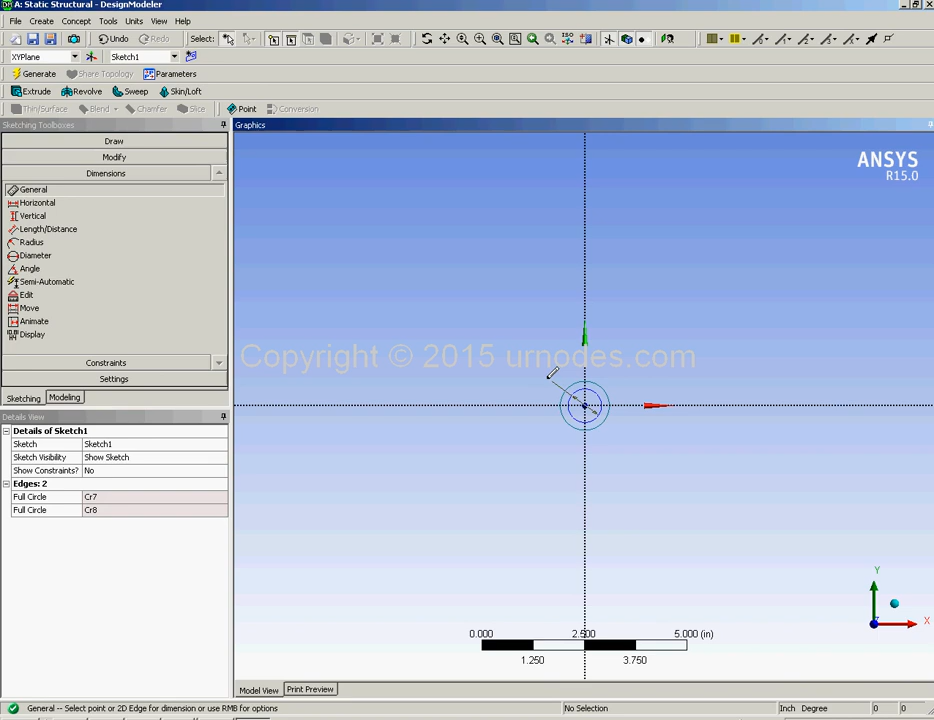 A: Static Structural - DesignModeler
File Create Concept Tools Units View Help
Undo Redo Select:
XYPlane Sketch1
Generate Share Topology Parameters
Extrude Revolve Sweep Skin/Loft
Thin/Surface Blend Chamfer Slice Point Conversion
Sketching Toolboxes
Draw
Modify
Dimensions
General
Horizontal
Vertical
Length/Distance
Radius
Diameter
Angle
Semi-Automatic
Edit
Move
Animate
Display
Constraints
Settings
Sketching Modeling
Details View
Details of Sketch1
Sketch Sketch1
Sketch Visibility Show Sketch
Show Constraints? No
Edges: 2
Full Circle Cr7
Full Circle Cr8
Graphics
ANSYS
R15.0
Copyright © 2015 urnodes.com
0.000 2.500 5.000 (in)
1.250 3.750
Y
X
Model View Print Preview
General -- Select point or 2D Edge for dimension or use RMB for options No Selection Inch Degree 0 0